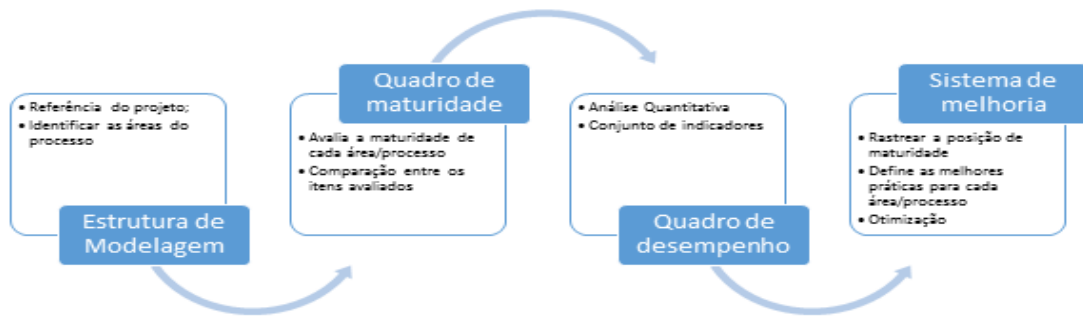 • Referência do projeto;
• Identificar as áreas do
processo
Estrutura de
Modelagem
Quadro de
maturidade
• Avalia a maturidade de
cada área/processo
• Comparação entre os
itens avaliados
• Análise Quantitativa
• Conjunto de indicadores
Quadro de
desempenho
Sistema de
melhoria
• Rastrear a posição de
maturidade
• Define as melhores
práticas para cada
área/processo
• Otimização